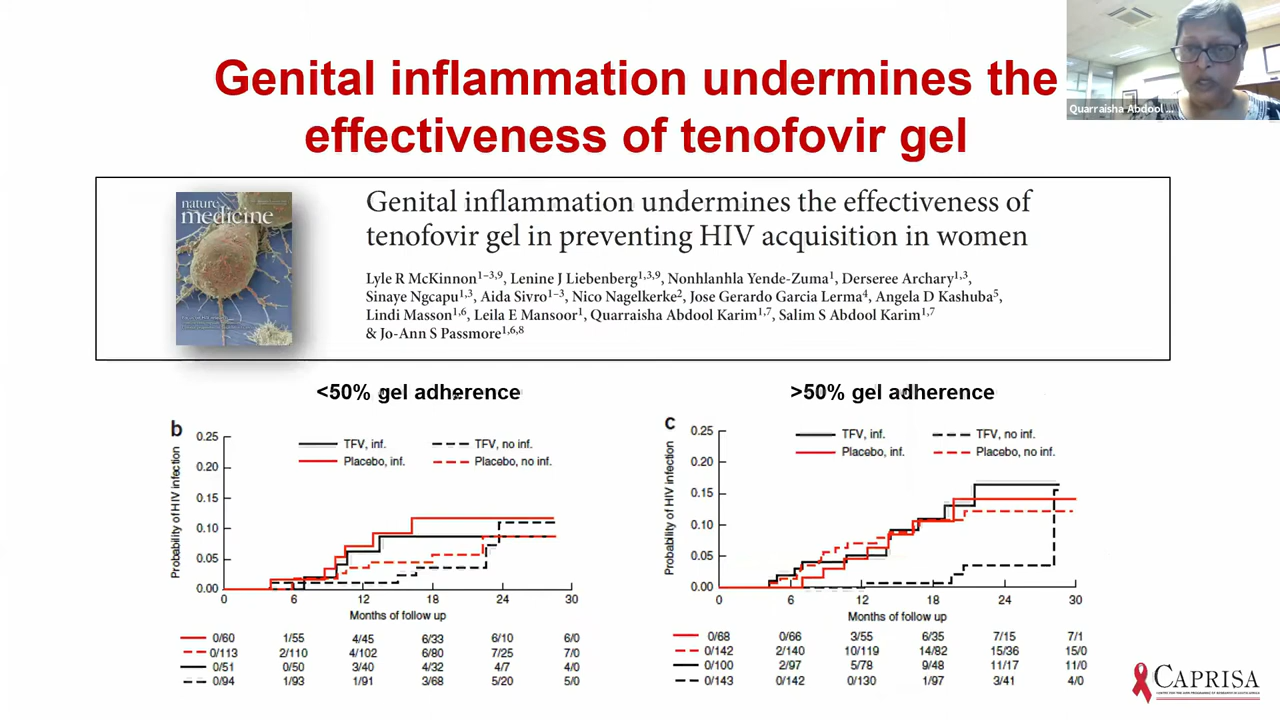 Genital inflammation undermines the
effectiveness of tenofovir gel
Quarraisha Abdool ...
nature
medicine
Genital inflammation undermines the effectiveness of
tenofovir gel in preventing HIV acquisition in women
Lyle R McKinnon1–3,9, Lenine J Liebenberg1,3,9, Nonhlanhla Yende-Zuma1, Derseree Archary1,3,
Sinaye Ngcapu1,3, Aida Sivro1–3, Nico Nagelkerke2, Jose Gerardo Garcia Lerma4, Angela D Kashuba5,
Lindi Masson1,6, Leila E Mansoor1, Quarraisha Abdool Karim1,7, Salim S Abdool Karim1,7
& Jo-Ann S Passmore1,6,8
<50% gel adherence
b
Probability of HIV infection
0.25
0.20
0.15
0.10
0.05
0.00
TFV, inf.
TFV, no inf.
Placebo, inf.
Placebo, no inf.
0 6 12 18 24 30
Months of follow up
0/60 1/55 4/45 6/33 6/10 6/0
0/113 2/110 4/102 6/80 7/25 7/0
0/51 0/50 3/40 4/32 4/7 4/0
0/94 1/93 1/91 3/68 5/20 5/0
>50% gel adherence
c
Probability of HIV infection
0.25
0.20
0.15
0.10
0.05
0.00
TFV, inf.
TFV, no inf.
Placebo, inf.
Placebo, no inf.
0 6 12 18 24 30
Months of follow up
0/68 0/66 3/55 6/35 7/15 7/1
0/142 2/140 10/119 14/82 15/36 15/0
0/100 2/97 5/78 9/48 11/17 11/0
0/143 0/142 0/130 1/97 3/41 4/0
CAPRISA